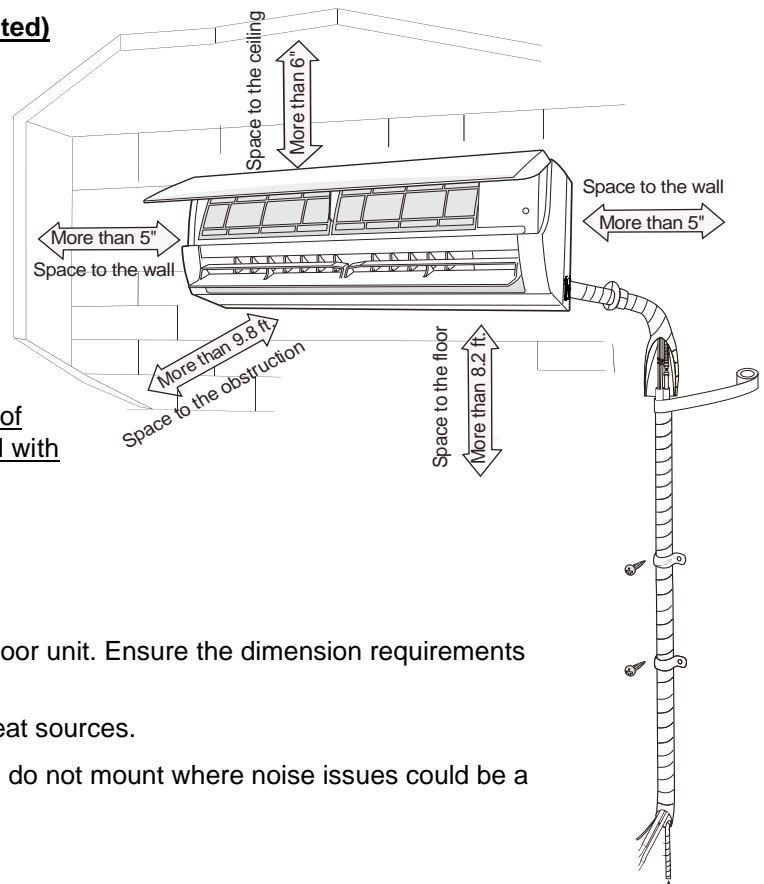 ted)
Space to the ceiling
More than 6"
Space to the wall
More than 5"
More than 5"
Space to the wall
More than 9.8 ft.
Space to the obstruction
Space to the floor
More than 8.2 ft.
of
with
oor unit. Ensure the dimension requirements
eat sources.
do not mount where noise issues could be a